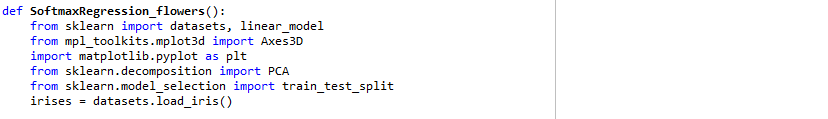 def SoftmaxRegression_flowers():
    from sklearn import datasets, linear_model
    from mpl_toolkits.mplot3d import Axes3D
    import matplotlib.pyplot as plt
    from sklearn.decomposition import PCA
    from sklearn.model_selection import train_test_split
    irises = datasets.load_iris()